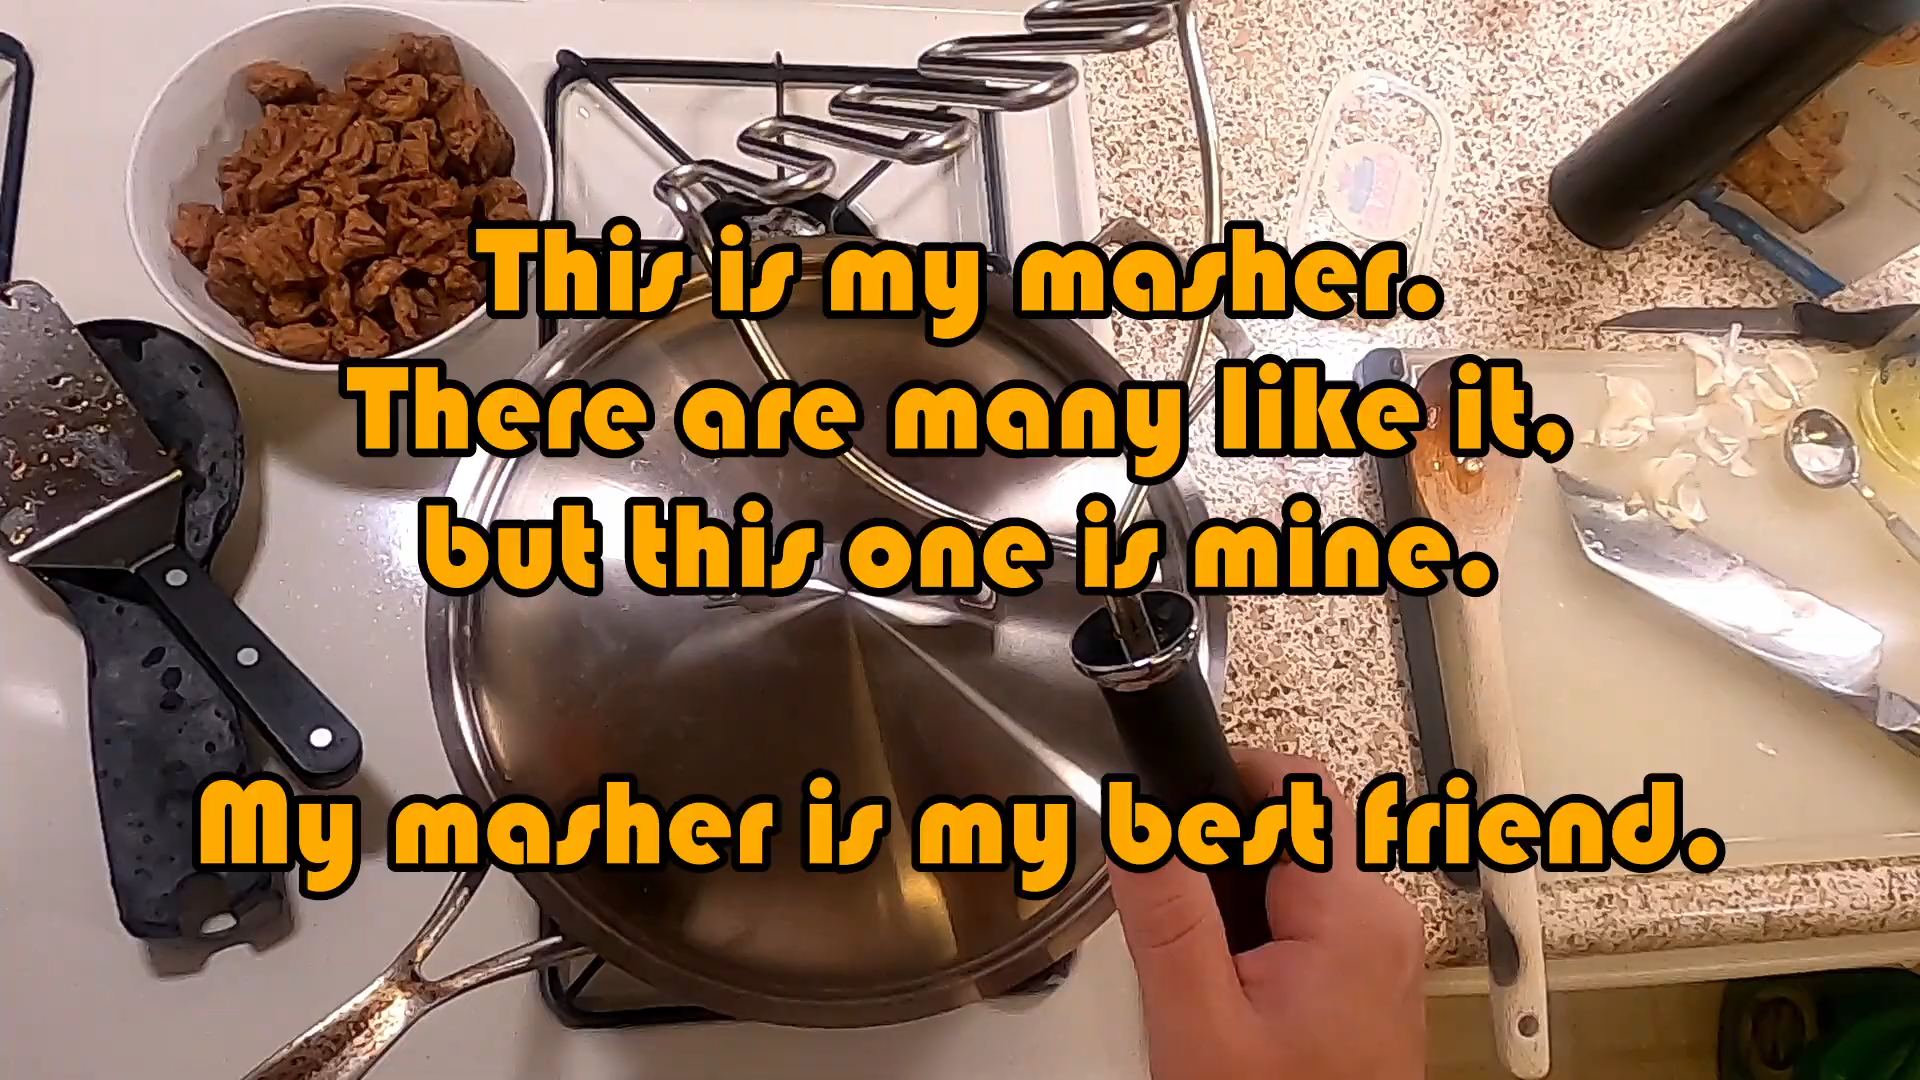 This is my masher.
There are many like it,
but this one is mine.
My masher is my best friend.